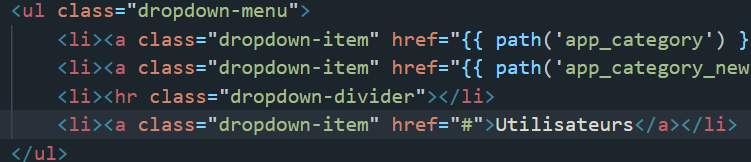 <ul class="dropdown-menu">
<li><a class="dropdown-item" href="{{ path('app_category') }
<li><a class="dropdown-item" href="{{ path('app_category_new
<li><hr class="dropdown-divider"></li>
<li><a class="dropdown-item" href="#">Utilisateurs</a></li>
</ul>